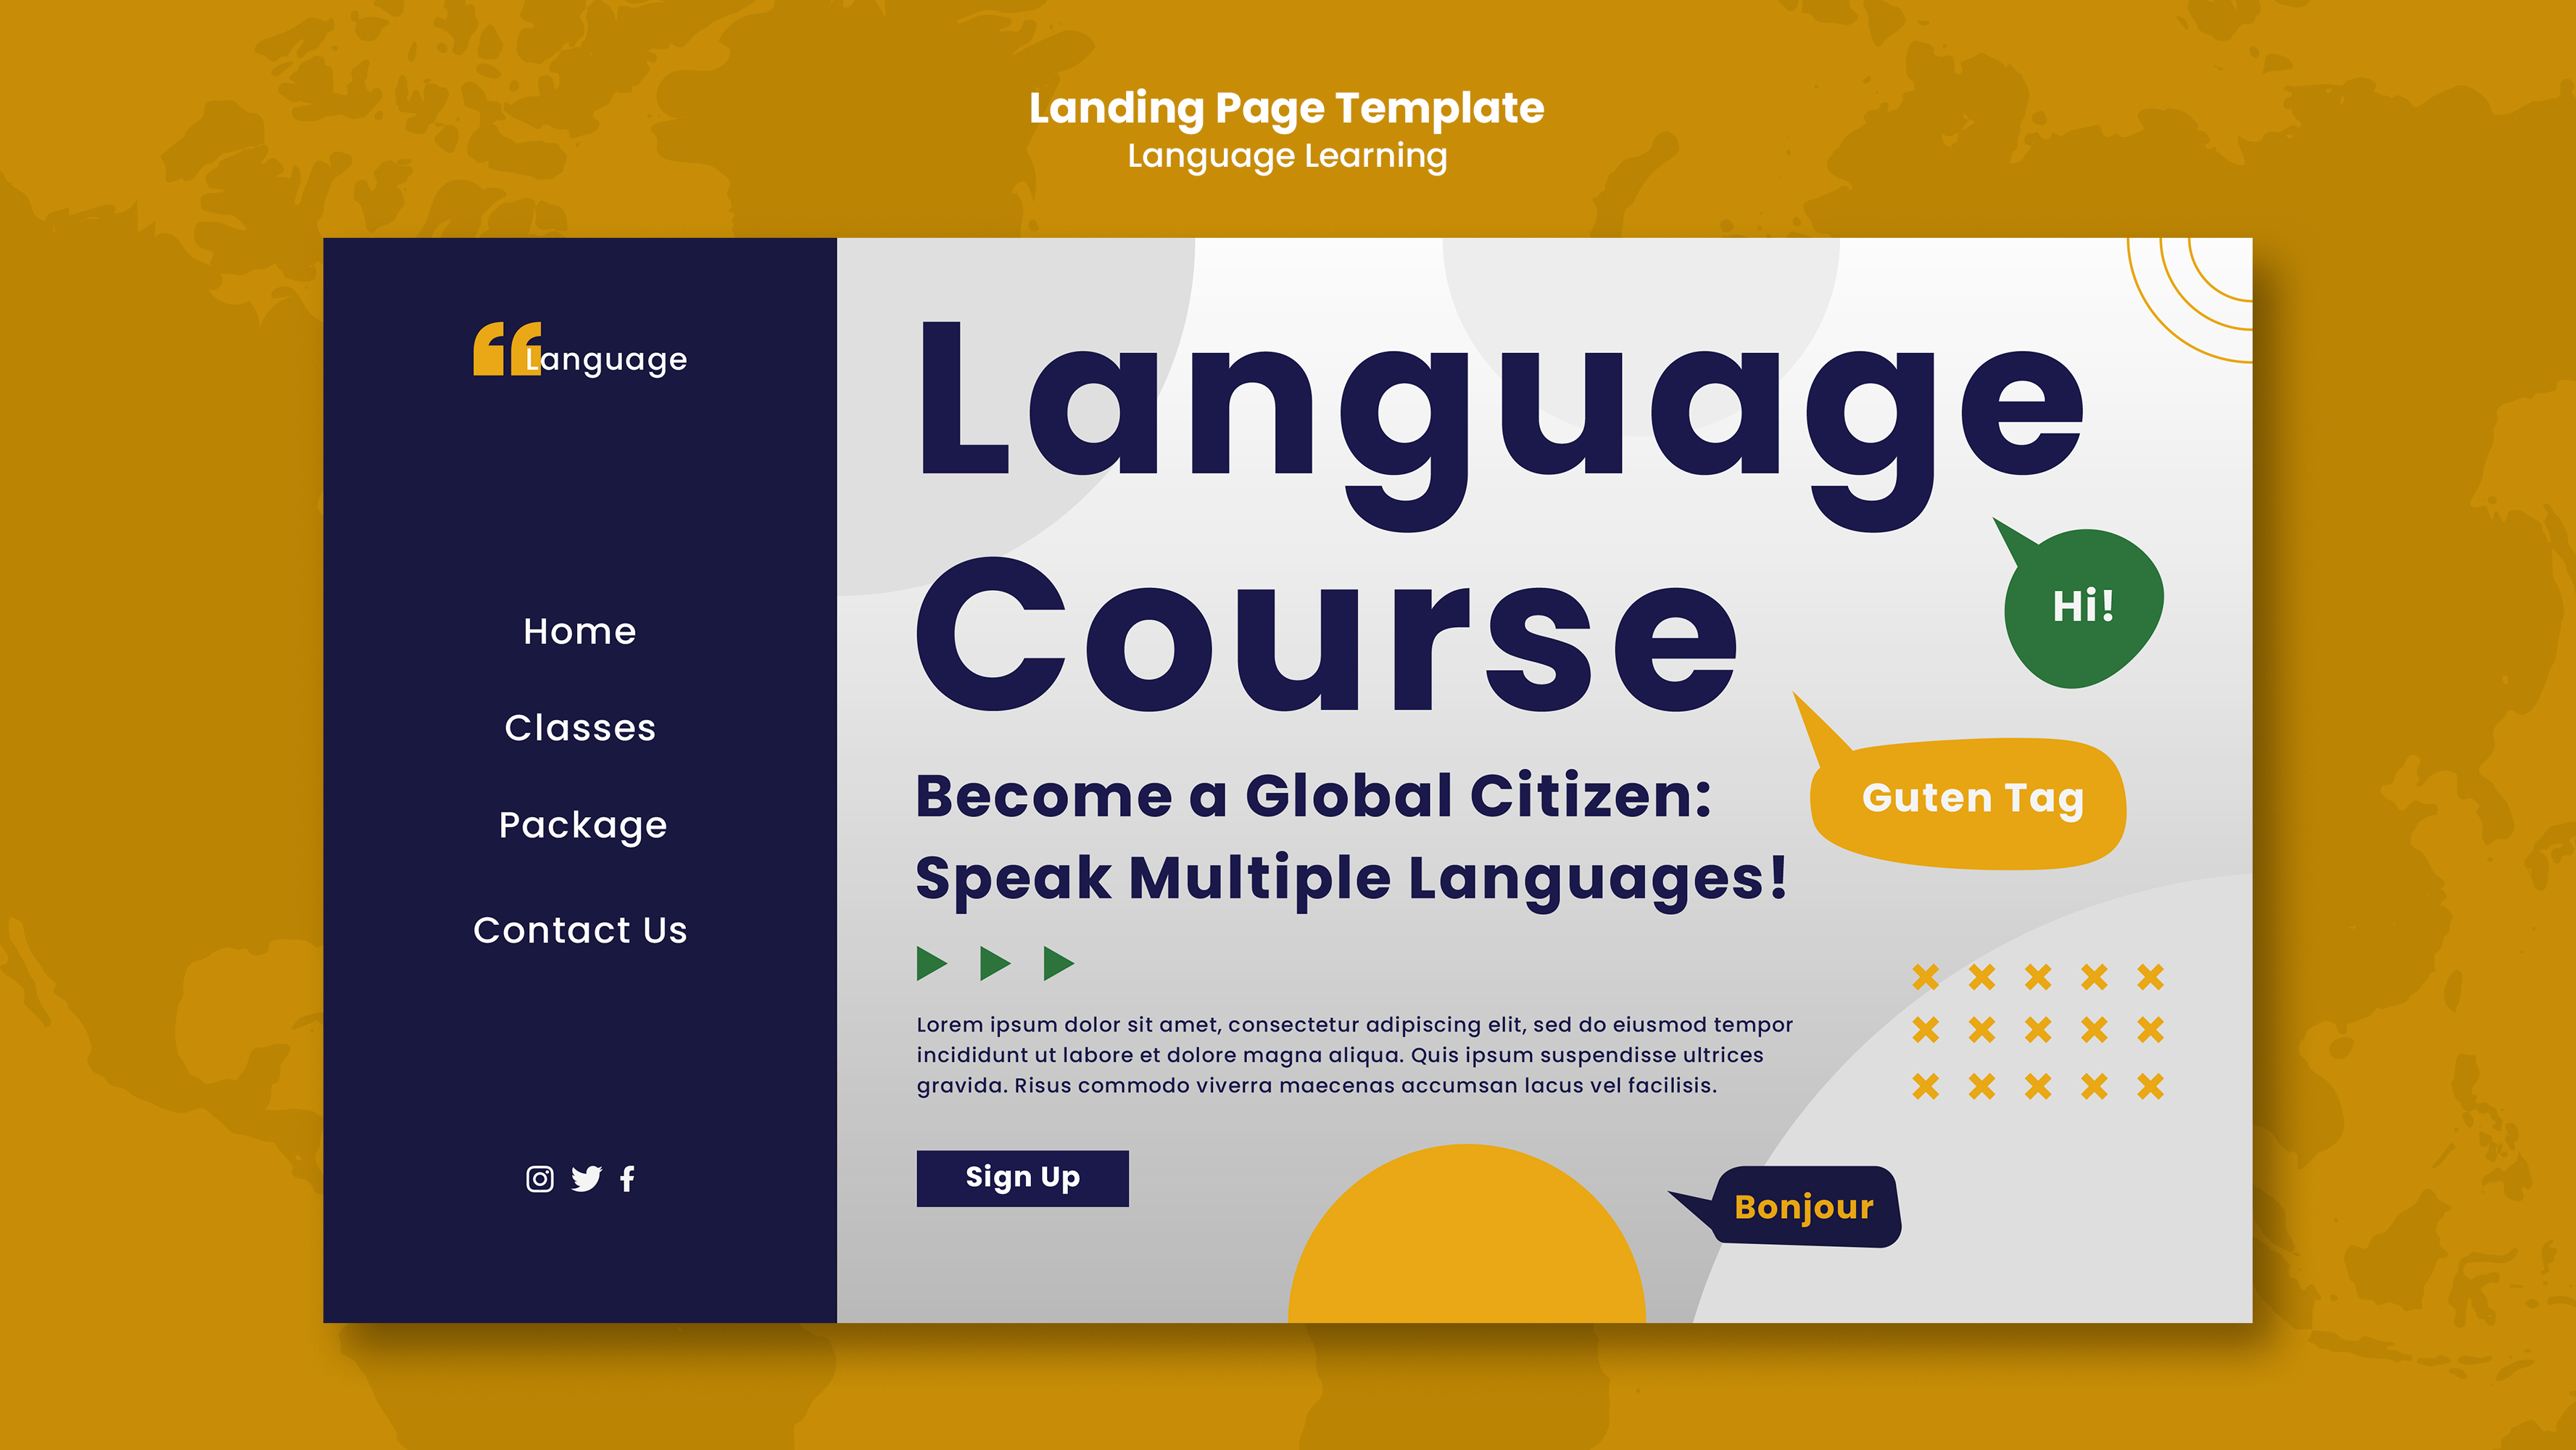 Landing Page Template
Language Learning
Language
Home
Classes
Package
Contact Us
Language
Course
Hi!
Guten Tag
Become a Global Citizen:
Speak Multiple Languages!
Lorem ipsum dolor sit amet, consectetur adipiscing elit, sed do eiusmod tempor
incididunt ut labore et dolore magna aliqua. Quis ipsum suspendisse ultrices
gravida. Risus commodo viverra maecenas accumsan lacus vel facilisis.
Sign Up
Bonjour